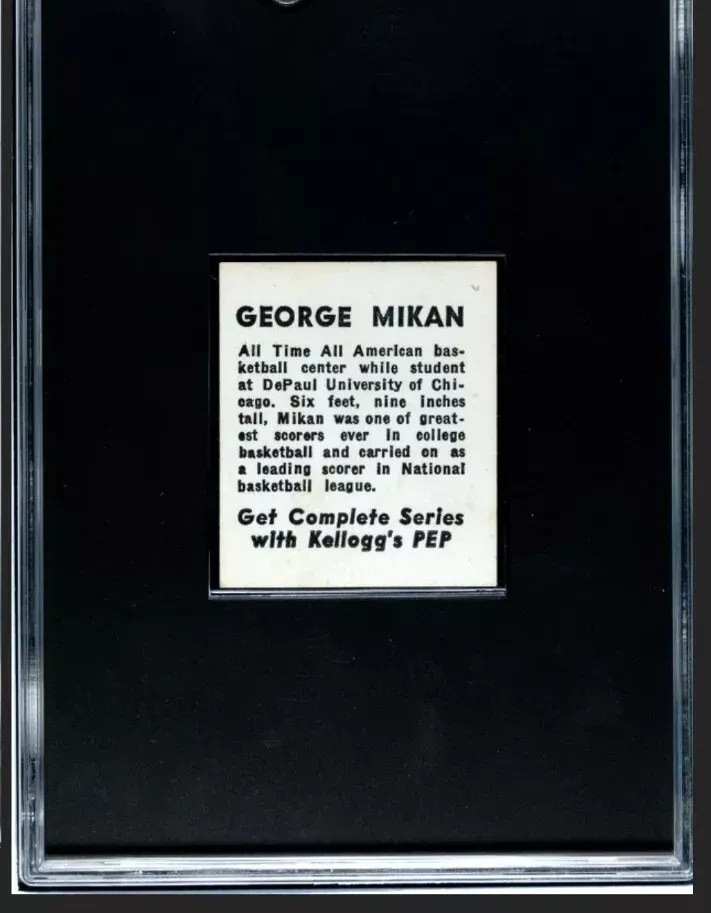 GEORGE MIKAN
All Time All American bas-
ketball center while student
at DePaul University of Chi-
cago. Six feet, nine inches
tall, Mikan was one of great-
est scorers ever in college
basketball and carried on as
a leading scorer in National
basketball league.
Get Complete Series
with Kellogg's PEP